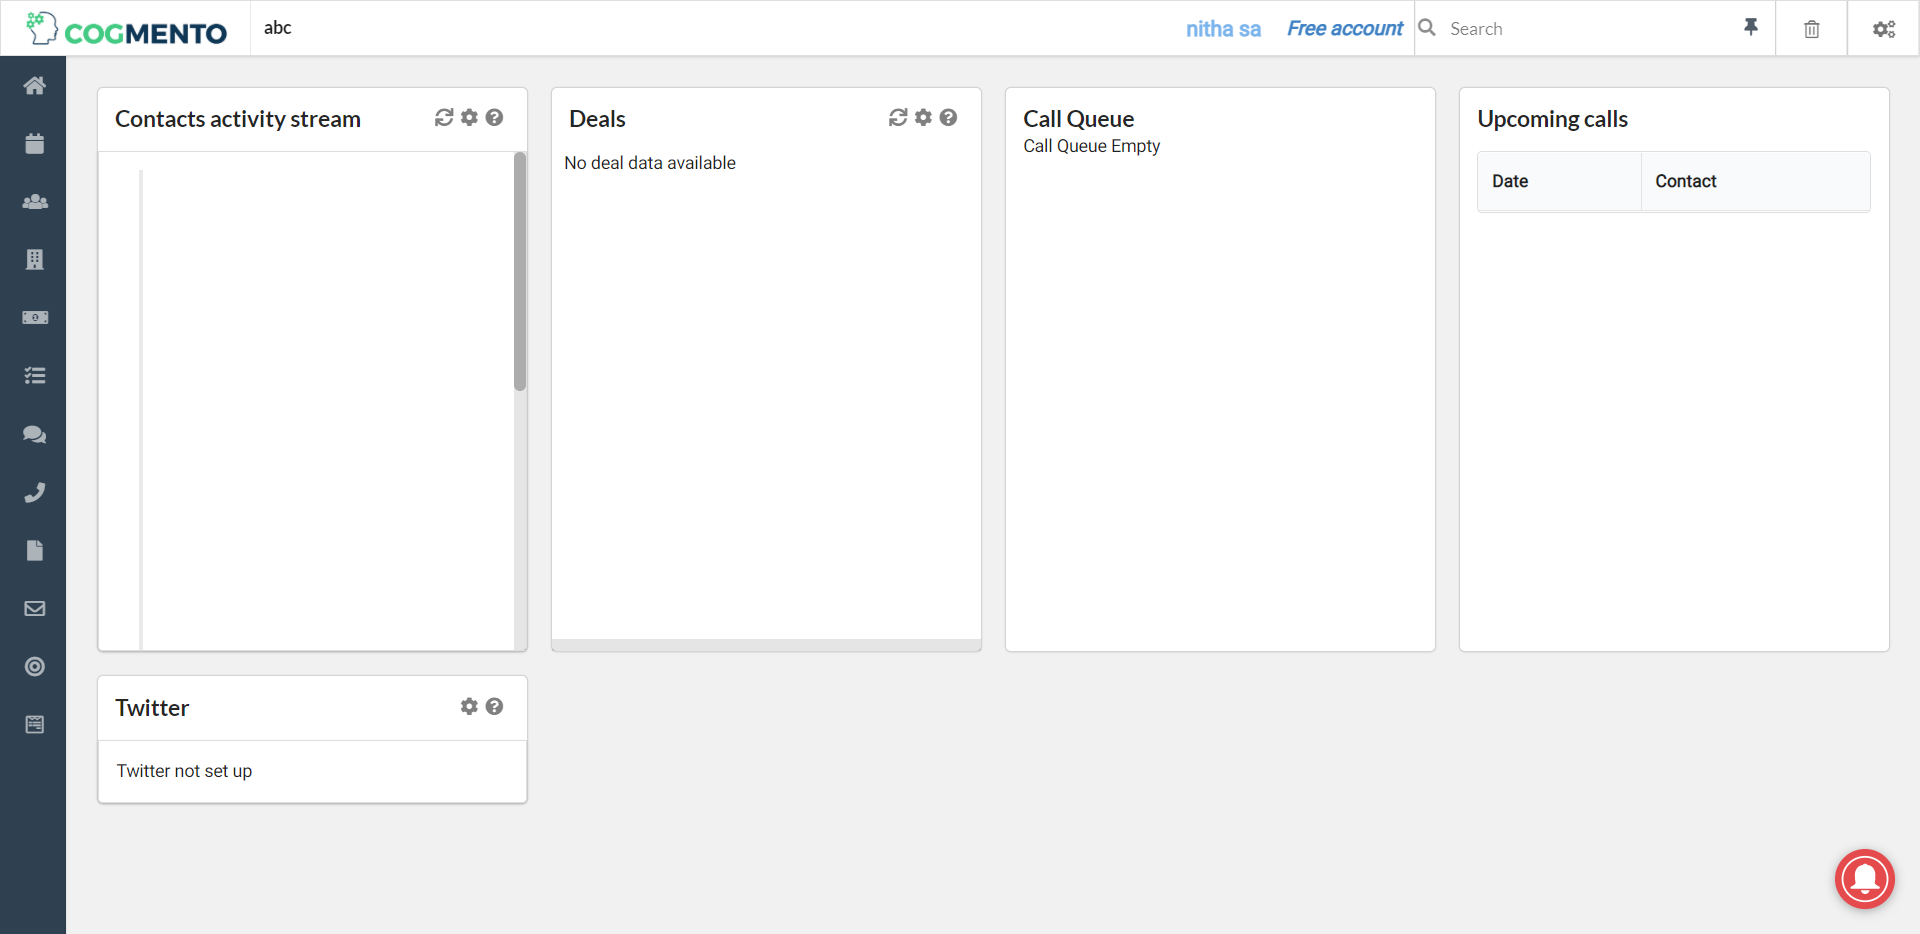 COGMENTO
abc
nitha sa
Free account
Search
Contacts activity stream
Deals
No deal data available
Call Queue
Call Queue Empty
Upcoming calls
Date
Contact
Twitter
Twitter not set up